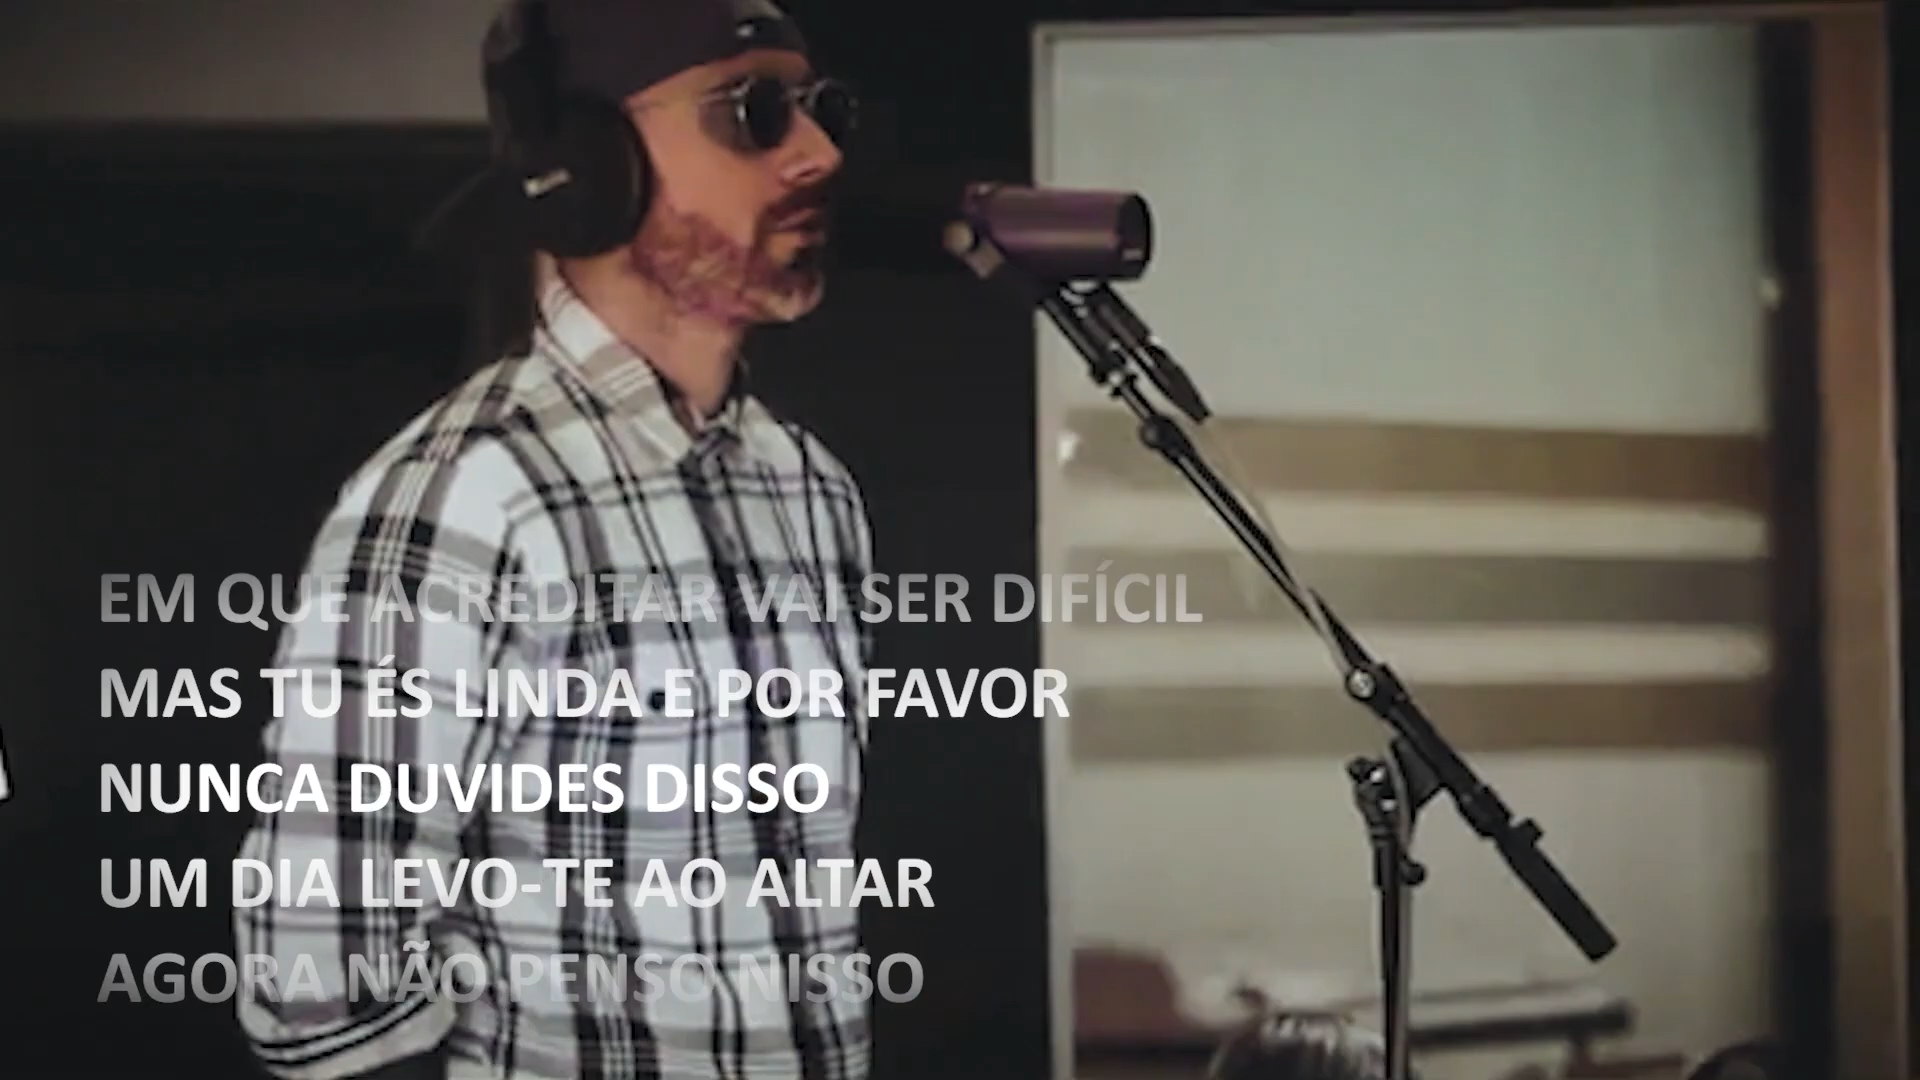 EM QUE ACREDITAR VAI SER DIFÍCIL
MAS TU ÉS LINDA E POR FAVOR
NUNCA DUVIDES DISSO
UM DIA LEVO-TE AO ALTAR
AGORA NÃO PENSO NISSO